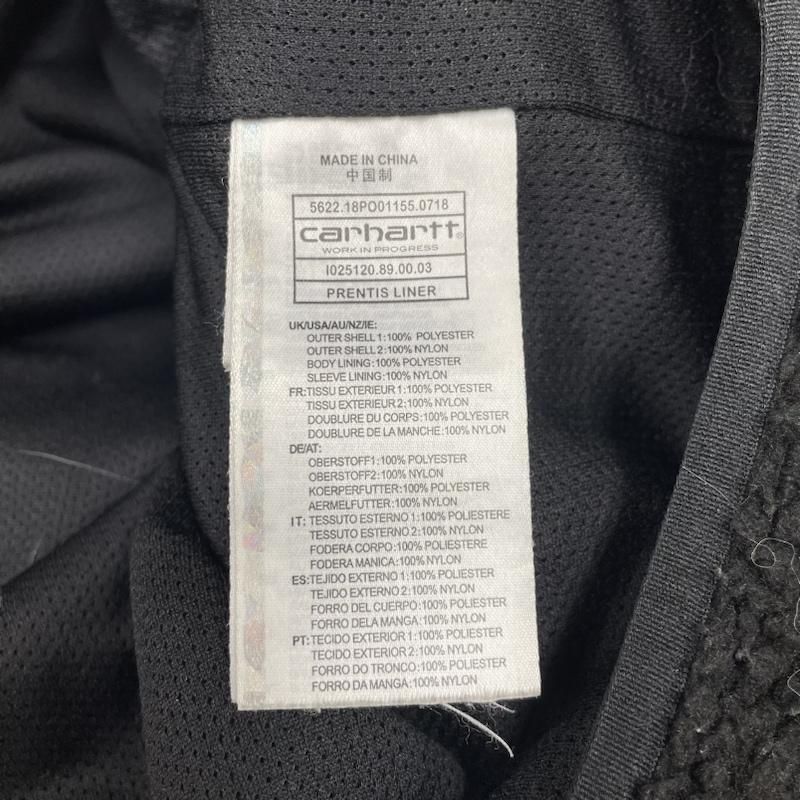 MADE IN CHINA
中国制
5622.18PO01155.0718
carhartt®
WORK IN PROGRESS
I025120.89.00.03
PRENTIS LINER
UK/USA/AU/NZ/IE:
OUTER SHELL 1:100% POLYESTER
OUTER SHELL 2:100% NYLON
BODY LINING:100% POLYESTER
SLEEVE LINING:100% NYLON
FR:TISSU EXTERIEUR 1:100% POLYESTER
TISSU EXTERIEUR 2:100% NYLON
DOUBLURE DU CORPS:100% POLYESTER
DOUBLURE DE LA MANCHE:100% NYLON
DE/AT:
OBERSTOFF1:100% POLYESTER
OBERSTOFF2:100% NYLON
KOERPERFUTTER:100% POLYESTER
AERMELFUTTER:100% NYLON
IT: TESSUTO ESTERNO 1:100% POLIESTERE
TESSUTO ESTERNO 2:100% NYLON
FODERA CORPO:100% POLIESTERE
FODERA MANICA:100% NYLON
ES:TEJIDO EXTERNO 1:100% POLIESTER
TEJIDO EXTERNO 2:100% NYLON
FORRO DEL CUERPO:100% POLIESTER
FORRO DELA MANGA:100% NYLON
PT:TECIDO EXTERIOR 1:100% POLIESTER
TECIDO EXTERIOR 2:100% NYLON
FORRO DO TRONCO:100% POLIESTER
FORRO DA MANGA:100% NYLON